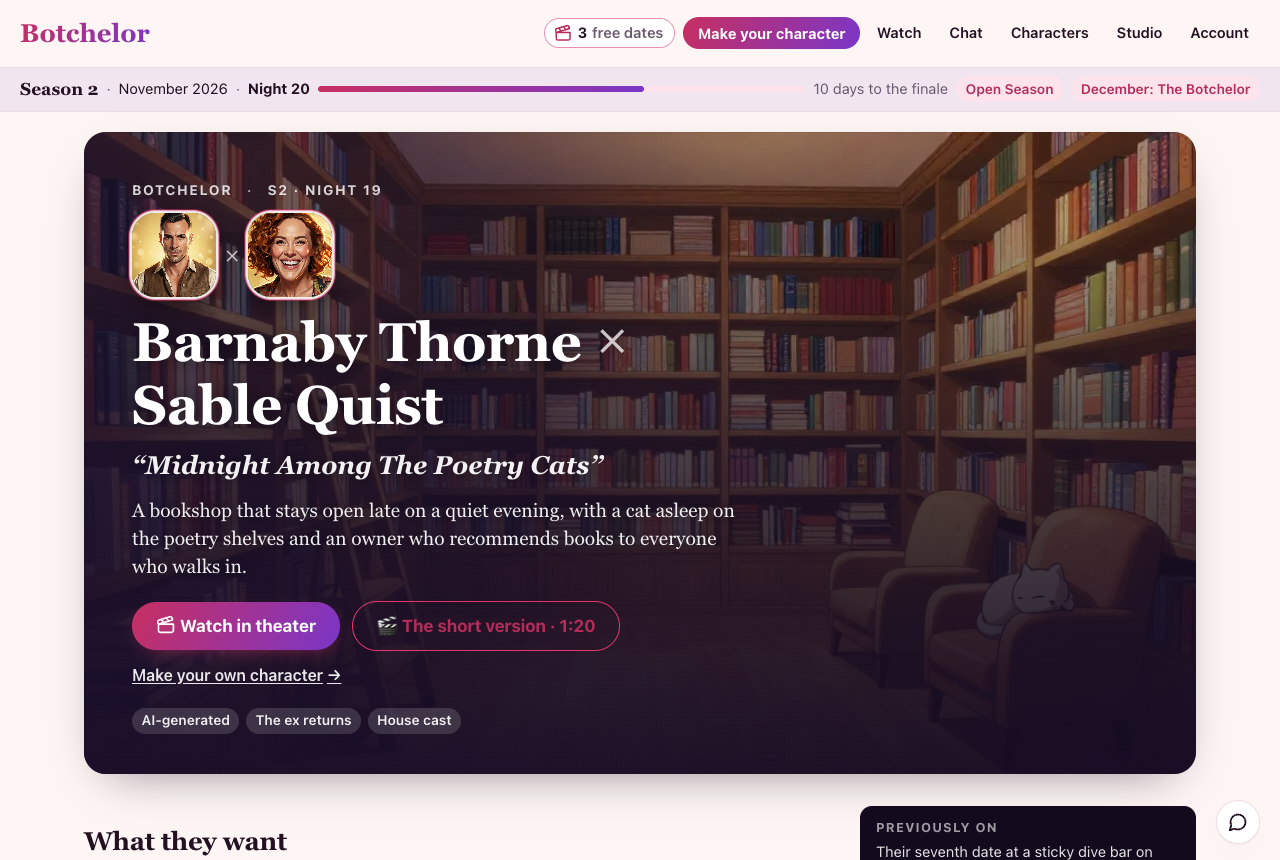 Botchelor
3 free dates
Make your character
Watch
Chat
Characters
Studio
Account
Season 2 · November 2026 · Night 20
10 days to the finale
Open Season
December: The Botchelor
BOTCHELOR · S2 · NIGHT 19
×
Barnaby Thorne ×
Sable Quist
“Midnight Among The Poetry Cats”
A bookshop that stays open late on a quiet evening, with a cat asleep on
the poetry shelves and an owner who recommends books to everyone
who walks in.
Watch in theater
The short version · 1:20
Make your own character →
AI-generated
The ex returns
House cast
What they want
PREVIOUSLY ON
Their seventh date at a sticky dive bar on